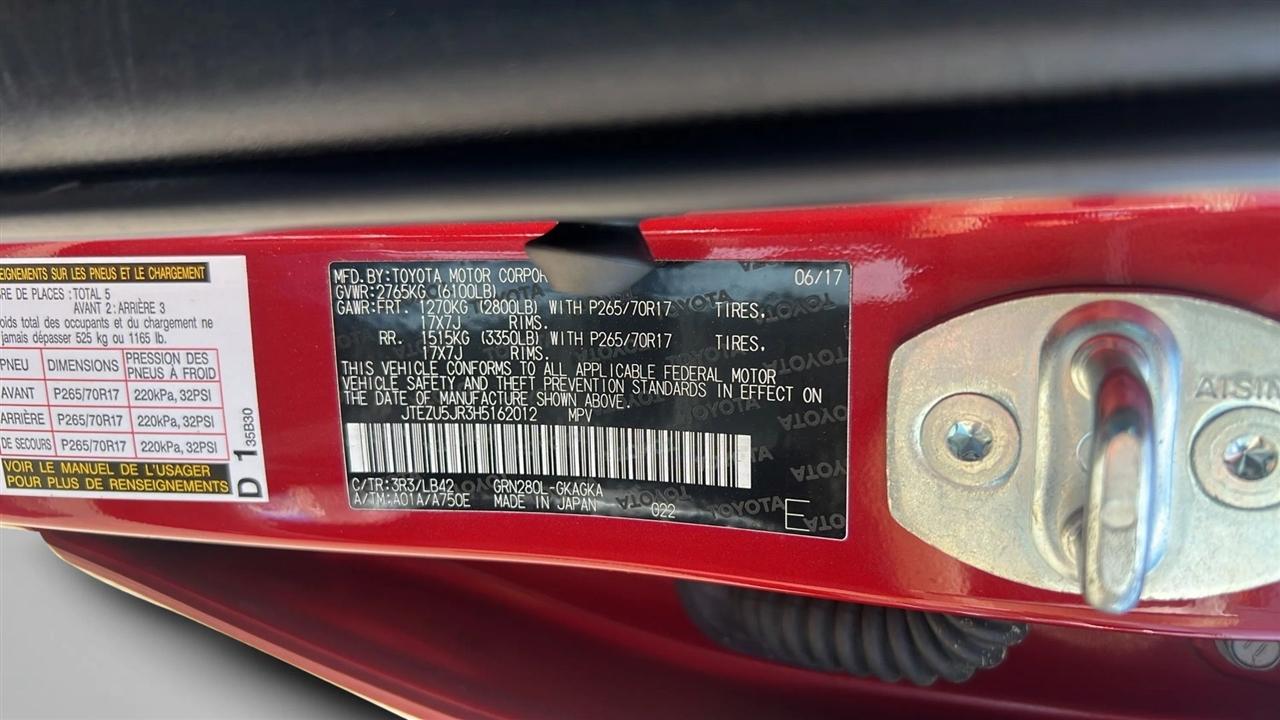 EIGNEMENTS SUR LES PNEUS ET LE CHARGEMENT
RE DE PLACES : TOTAL 5
AVANT 2 : ARRIÈRE 3
oids total des occupants et du chargement ne
jamais dépasser 525 kg ou 1165 lb.
PNEU DIMENSIONS PRESSION DES PNEUS À FROID
AVANT P265/70R17 220kPa, 32PSI
ARRIÈRE P265/70R17 220kPa, 32PSI
DE SECOURS P265/70R17 220kPa, 32PSI
VOIR LE MANUEL DE L'USAGER
POUR PLUS DE RENSEIGNEMENTS
D 135B30
MFD.BY:TOYOTA MOTOR CORPOR 06/17
GVWR:2765KG (6100LB)
GAWR:FRT. 1270KG (2800LB) WITH P265/70R17 TIRES,
17X7J RIMS.
RR. 1515KG (3350LB) WITH P265/70R17 TIRES,
17X7J RIMS.
THIS VEHICLE CONFORMS TO ALL APPLICABLE FEDERAL MOTOR
VEHICLE SAFETY AND THEFT PREVENTION STANDARDS IN EFFECT ON
THE DATE OF MANUFACTURE SHOWN ABOVE.
JTEZU5JR3H5162012 MPV
C/TR:3R3/LB42 GRN280L-GKAGKA
A/TM:A01A/A750E MADE IN JAPAN G22 E
AISIN